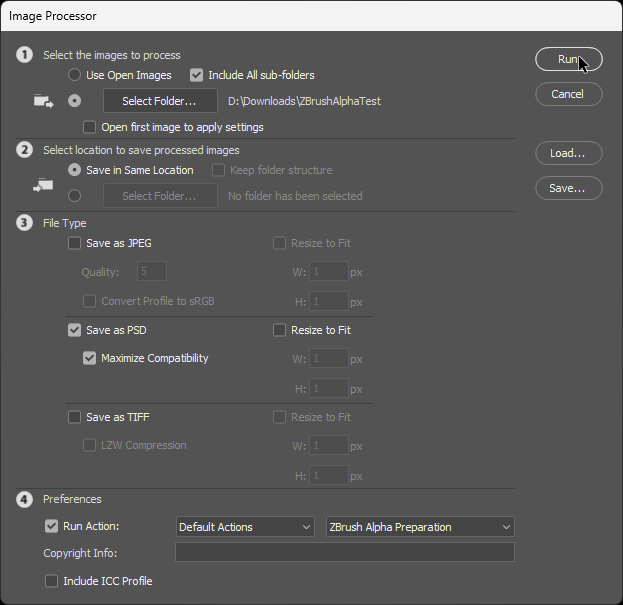 Image Processor
1 Select the images to process
Use Open Images Include All sub-folders Run
Select Folder... D:\Downloads\ZBrushAlphaTest Cancel
Open first image to apply settings
2 Select location to save processed images Load...
Save in Same Location Keep folder structure
Select Folder... No folder has been selected Save...
3 File Type
Save as JPEG Resize to Fit
Quality: 5 W: 1 px
Convert Profile to sRGB H: 1 px
Save as PSD Resize to Fit
Maximize Compatibility W: 1 px
H: 1 px
Save as TIFF Resize to Fit
LZW Compression W: 1 px
H: 1 px
4 Preferences
Run Action: Default Actions ZBrush Alpha Preparation
Copyright Info:
Include ICC Profile